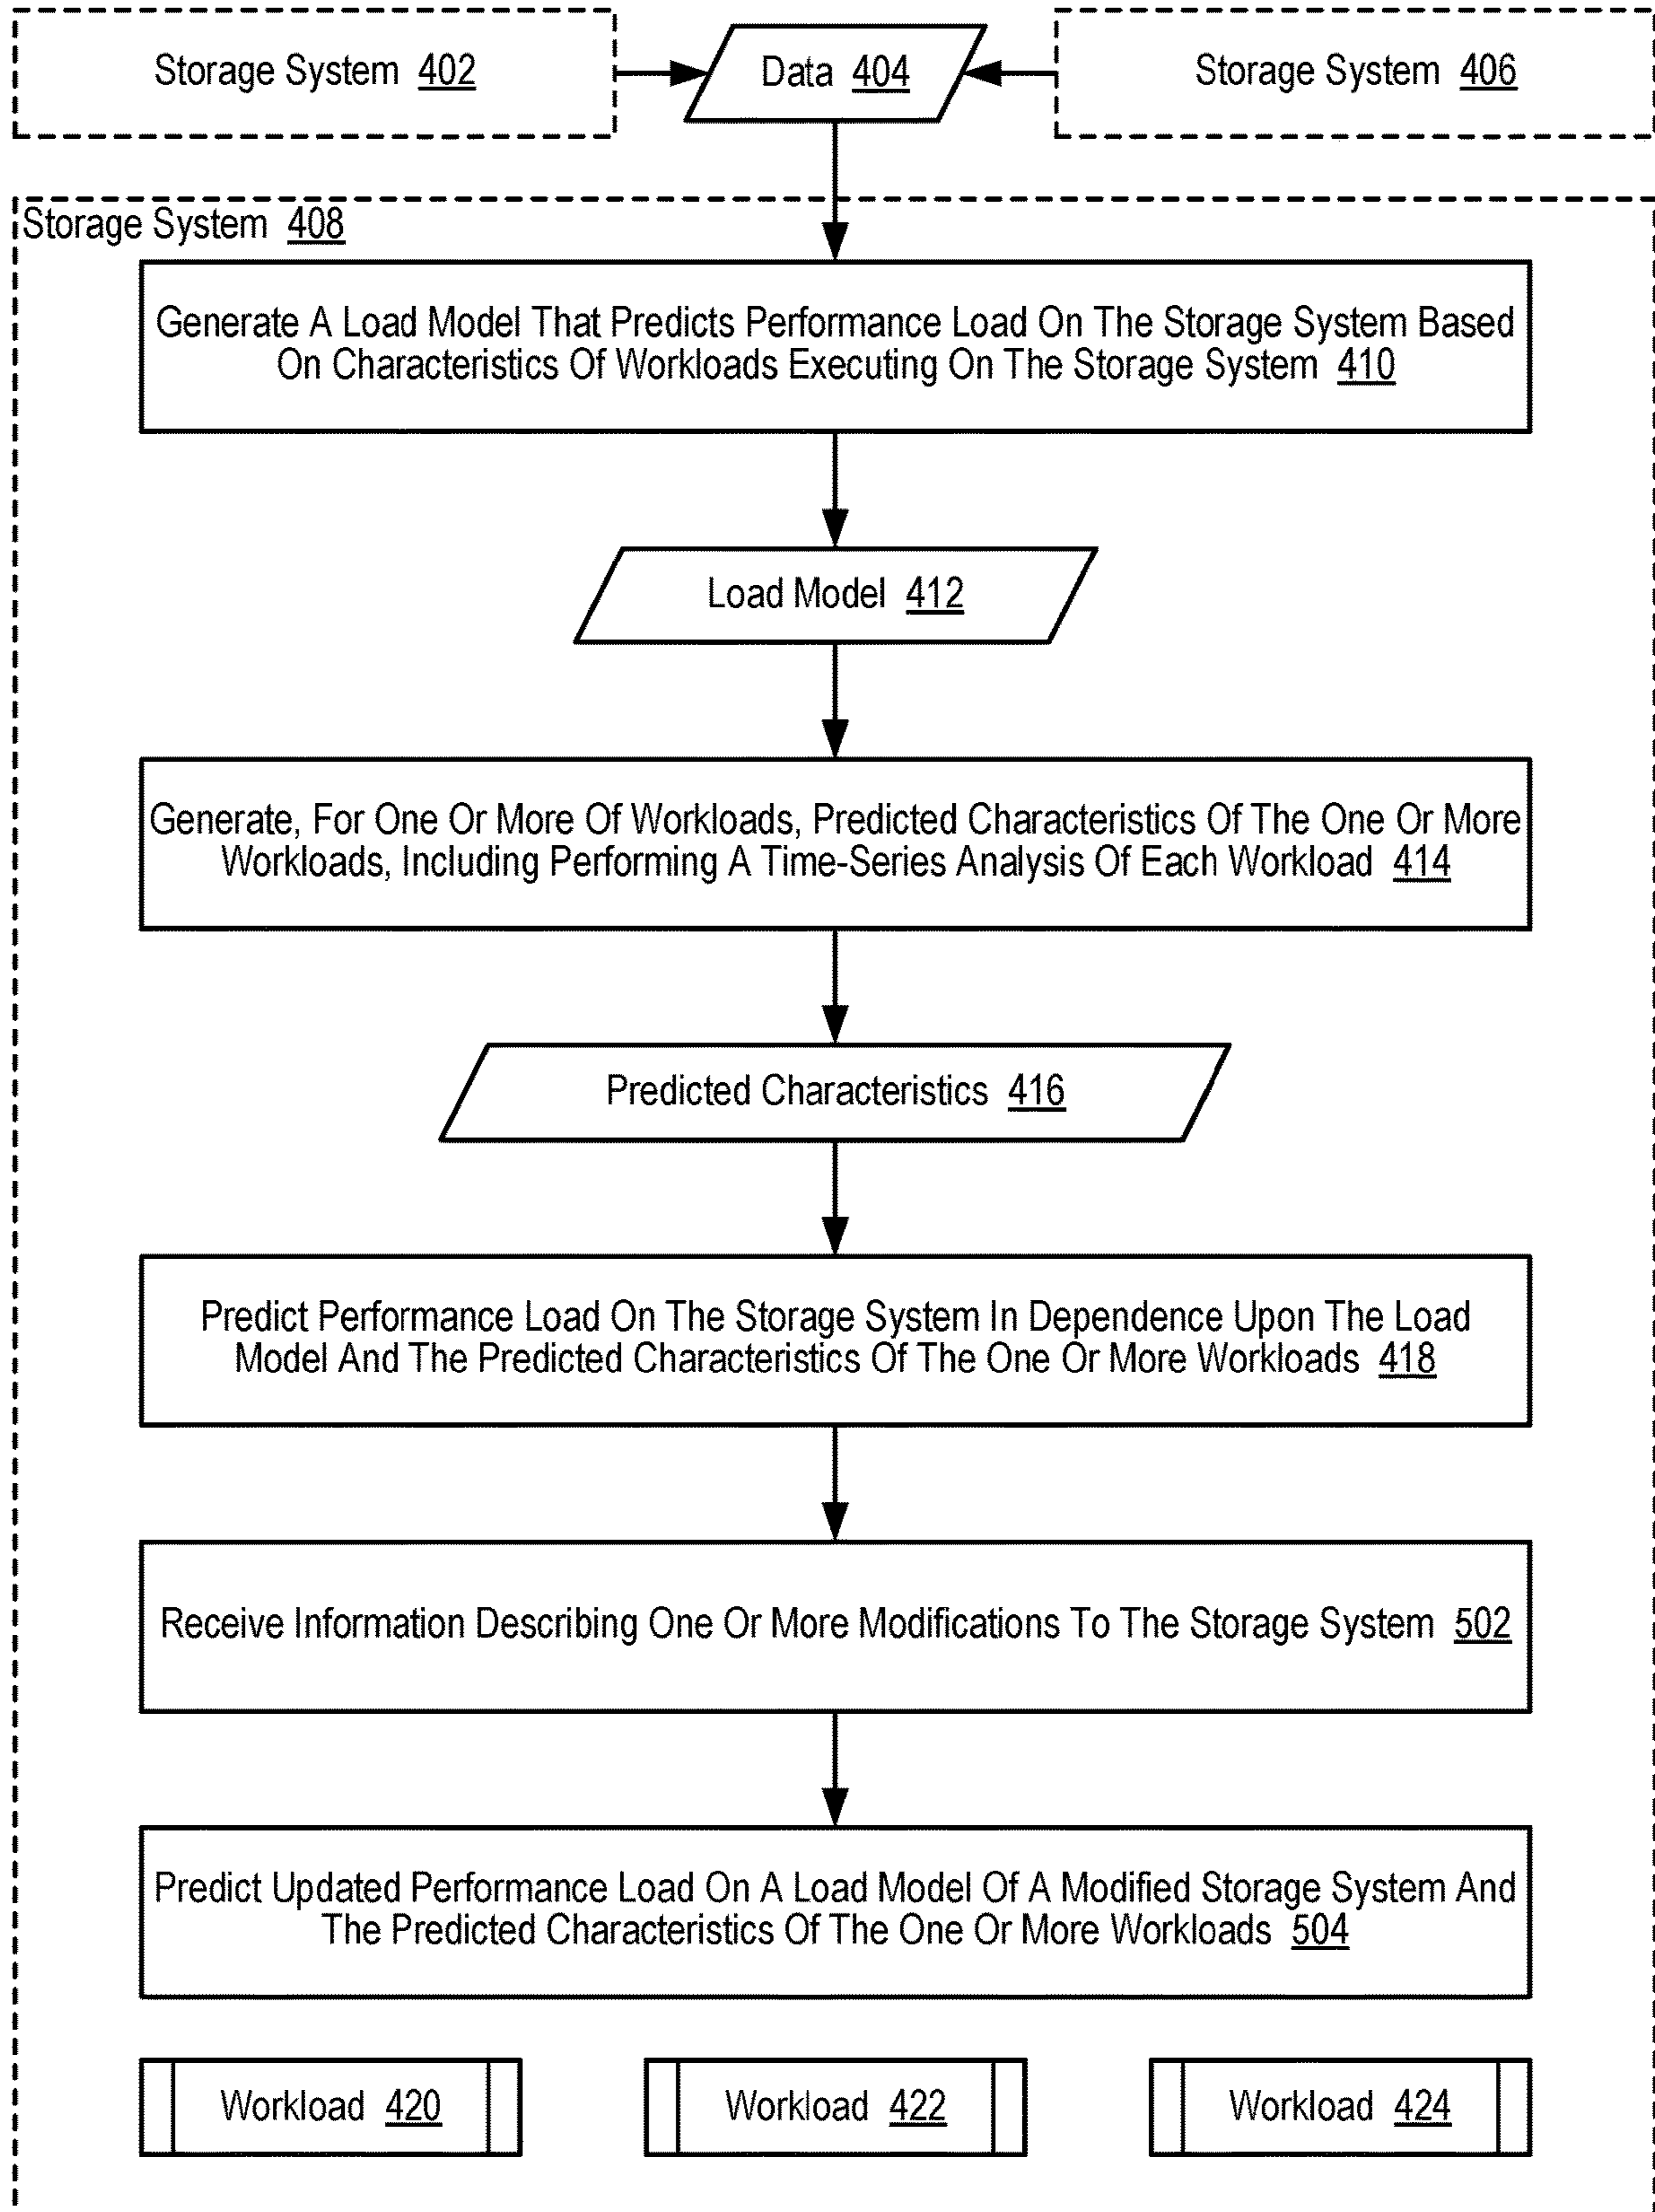 Storage System 402
Data 404
Storage System 406
Storage System 408
Generate A Load Model That Predicts Performance Load On The Storage System Based
On Characteristics Of Workloads Executing On The Storage System 410
Load Model 412
Generate, For One Or More Of Workloads, Predicted Characteristics Of The One Or More
Workloads, Including Performing A Time-Series Analysis Of Each Workload 414
Predicted Characteristics 416
Predict Performance Load On The Storage System In Dependence Upon The Load
Model And The Predicted Characteristics Of The One Or More Workloads 418
Receive Information Describing One Or More Modifications To The Storage System 502
Predict Updated Performance Load On A Load Model Of A Modified Storage System And
The Predicted Characteristics Of The One Or More Workloads 504
Workload 420
Workload 422
Workload 424